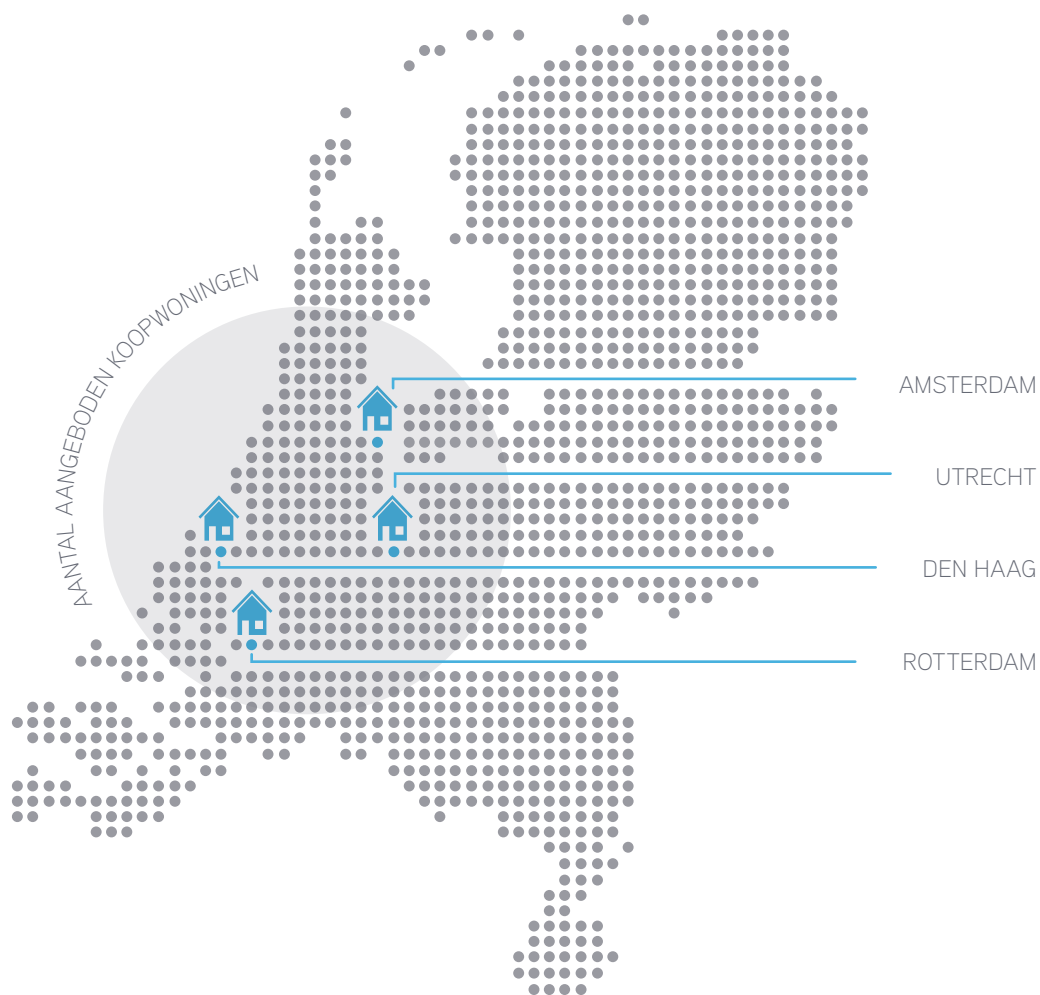 AANTAL AANGEBODEN KOOPWONINGEN
AMSTERDAM
UTRECHT
DEN HAAG
ROTTERDAM